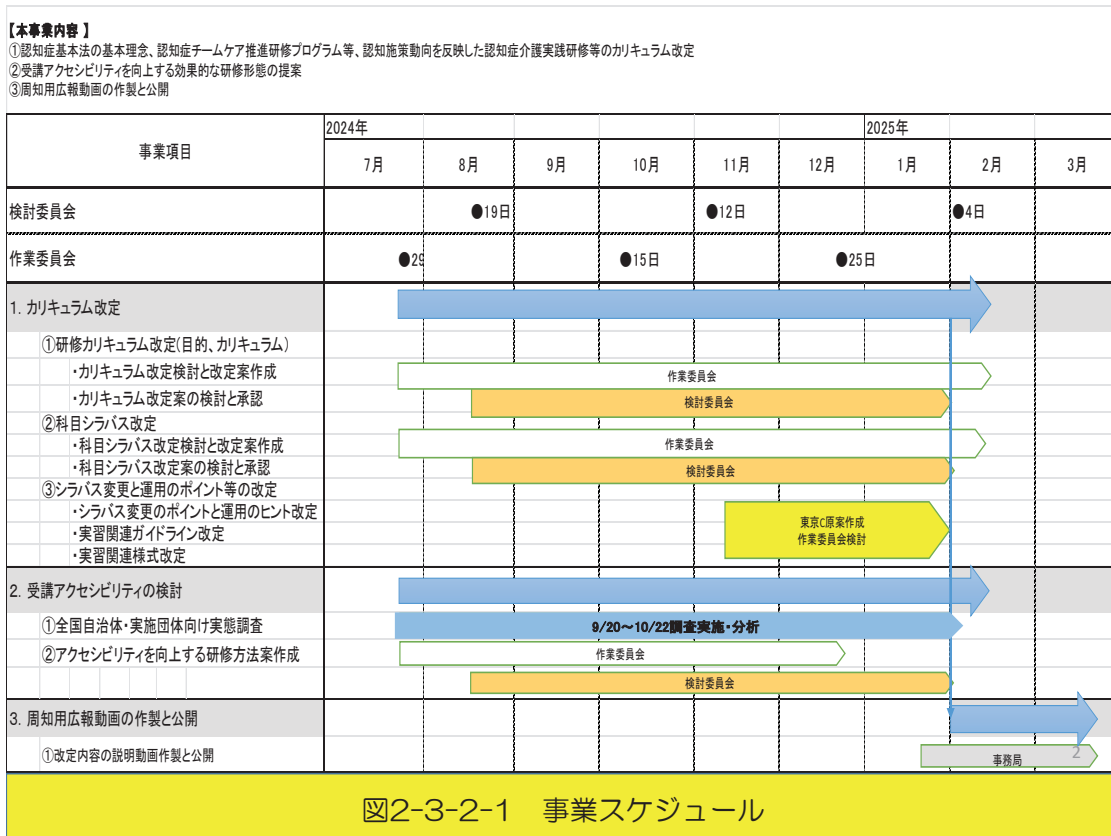 【本事業内容 】
①認知症基本法の基本理念、認知症チームケア推進研修プログラム等、認知施策動向を反映した認知症介護実践研修等のカリキュラム改定
②受講アクセシビリティを向上する効果的な研修形態の提案
③周知用広報動画の作製と公開
事業項目
2024年
2025年
7月
8月
9月
10月
11月
12月
1月
2月
3月
検討委員会
●19日
●12日
●4日
作業委員会
●29
●15日
●25日
1. カリキュラム改定
①研修カリキュラム改定(目的、カリキュラム)
・カリキュラム改定検討と改定案作成
作業委員会
・カリキュラム改定案の検討と承認
検討委員会
②科目シラバス改定
・科目シラバス改定検討と改定案作成
作業委員会
・科目シラバス改定案の検討と承認
検討委員会
③シラバス変更と運用のポイント等の改定
・シラバス変更のポイントと運用のヒント改定
・実習関連ガイドライン改定
・実習関連様式改定
東京C原案作成
作業委員会検討
2. 受講アクセシビリティの検討
①全国自治体・実施団体向け実態調査
9/20～10/22調査実施・分析
②アクセシビリティを向上する研修方法案作成
作業委員会
検討委員会
3. 周知用広報動画の作製と公開
①改定内容の説明動画作製と公開
事務局
2
図2-3-2-1 事業スケジュール